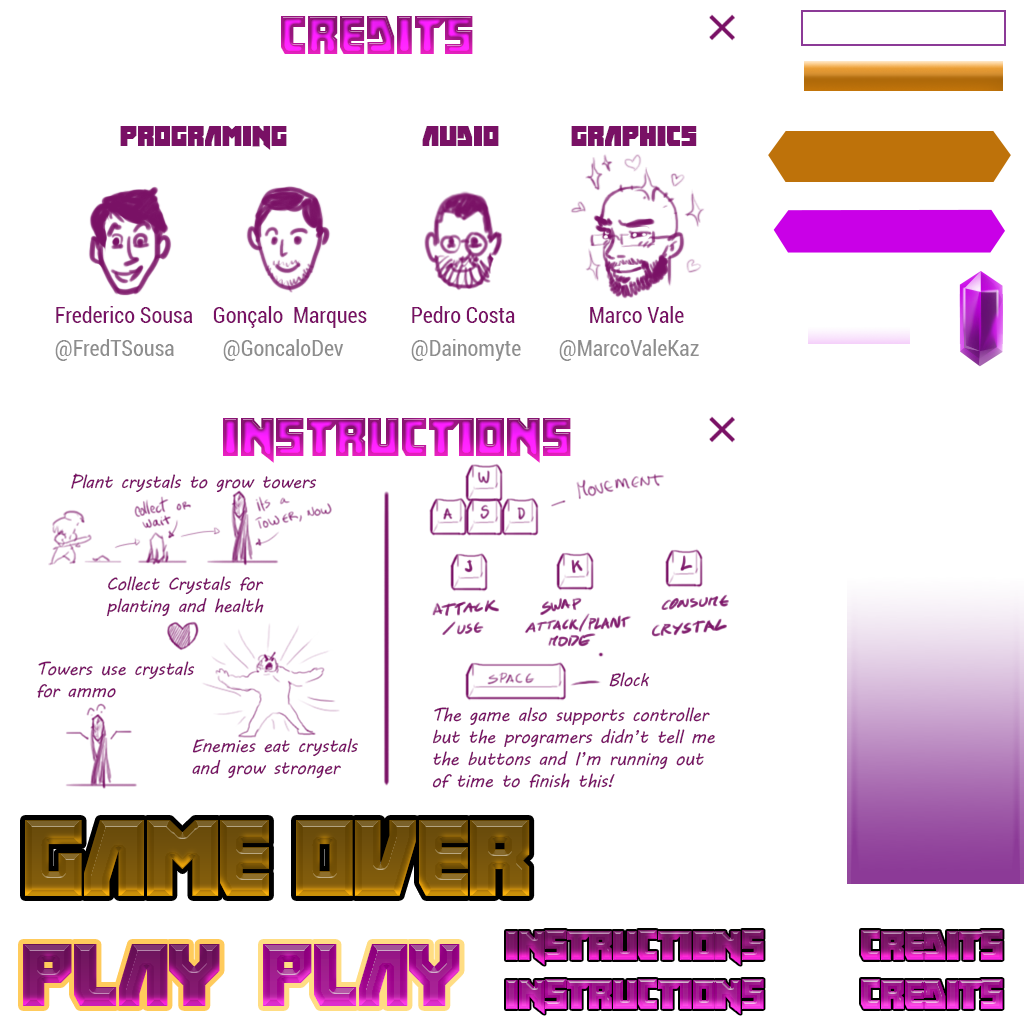 CREDITS
PROGRAMING
AUDIO
GRAPHICS
Frederico Sousa
@FredTSousa
Gonçalo Marques
@GoncaloDev
Pedro Costa
@Dainomyte
Marco Vale
@MarcoValeKaz
INSTRUCTIONS
Plant crystals to grow towers
collect or
wait
its a
TOWER, NOW
Collect Crystals for
planting and health
Towers use crystals
for ammo
Enemies eat crystals
and grow stronger
W
A S D
MOVEMENT
J
ATTACK
/USE
K
SWAP
ATTACK/PLANT
MODE
L
CONSUME
CRYSTAL
SPACE
Block
The game also supports controller
but the programers didn't tell me
the buttons and I'm running out
of time to finish this!
GAME OVER
PLAY
PLAY
INSTRUCTIONS
CREDITS
INSTRUCTIONS
CREDITS